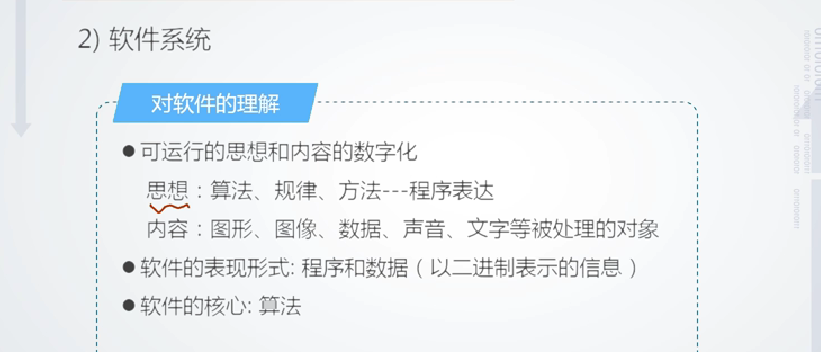 2) 软件系统
对软件的理解
●可运行的思想和内容的数字化
思想：算法、规律、方法---程序表达
内容：图形、图像、数据、声音、文字等被处理的对象
●软件的表现形式: 程序和数据（以二进制表示的信息）
●软件的核心: 算法